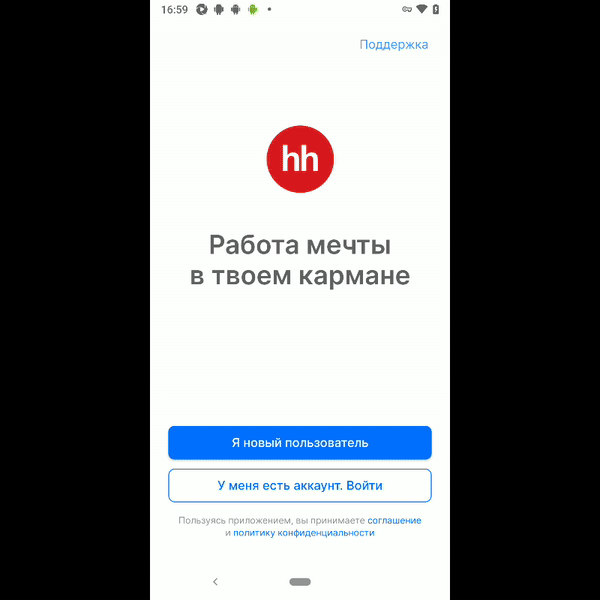 16:59
Поддержка
hh
Работа мечты
в твоем кармане
Я новый пользователь
У меня есть аккаунт. Войти
Пользуясь приложением, вы принимаете соглашение
и политику конфиденциальности